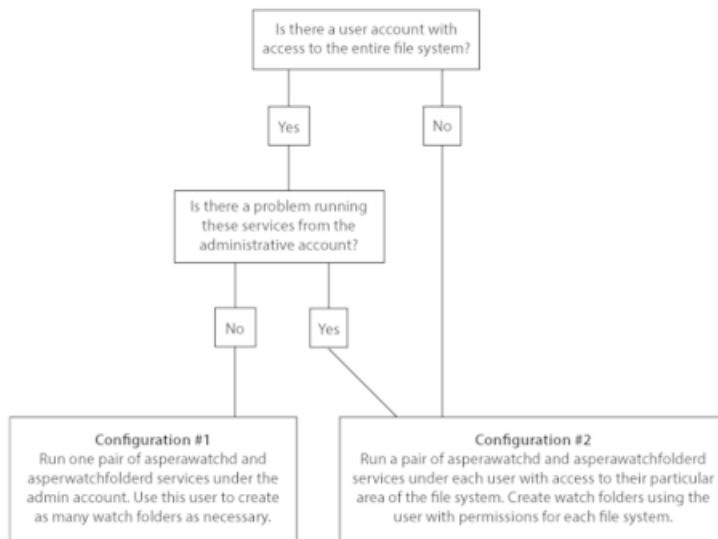 Is there a user account with
access to the entire file system?
Yes
No
Is there a problem running
these services from the
administrative account?
No
Yes
Configuration #1
Run one pair of asperawatchd and
asperwatchfolderd services under the
admin account. Use this user to create
as many watch folders as necessary.
Configuration #2
Run a pair of asperawatchd and asperawatchfolderd
services under each user with access to their particular
area of the file system. Create watch folders using the
user with permissions for each file system.